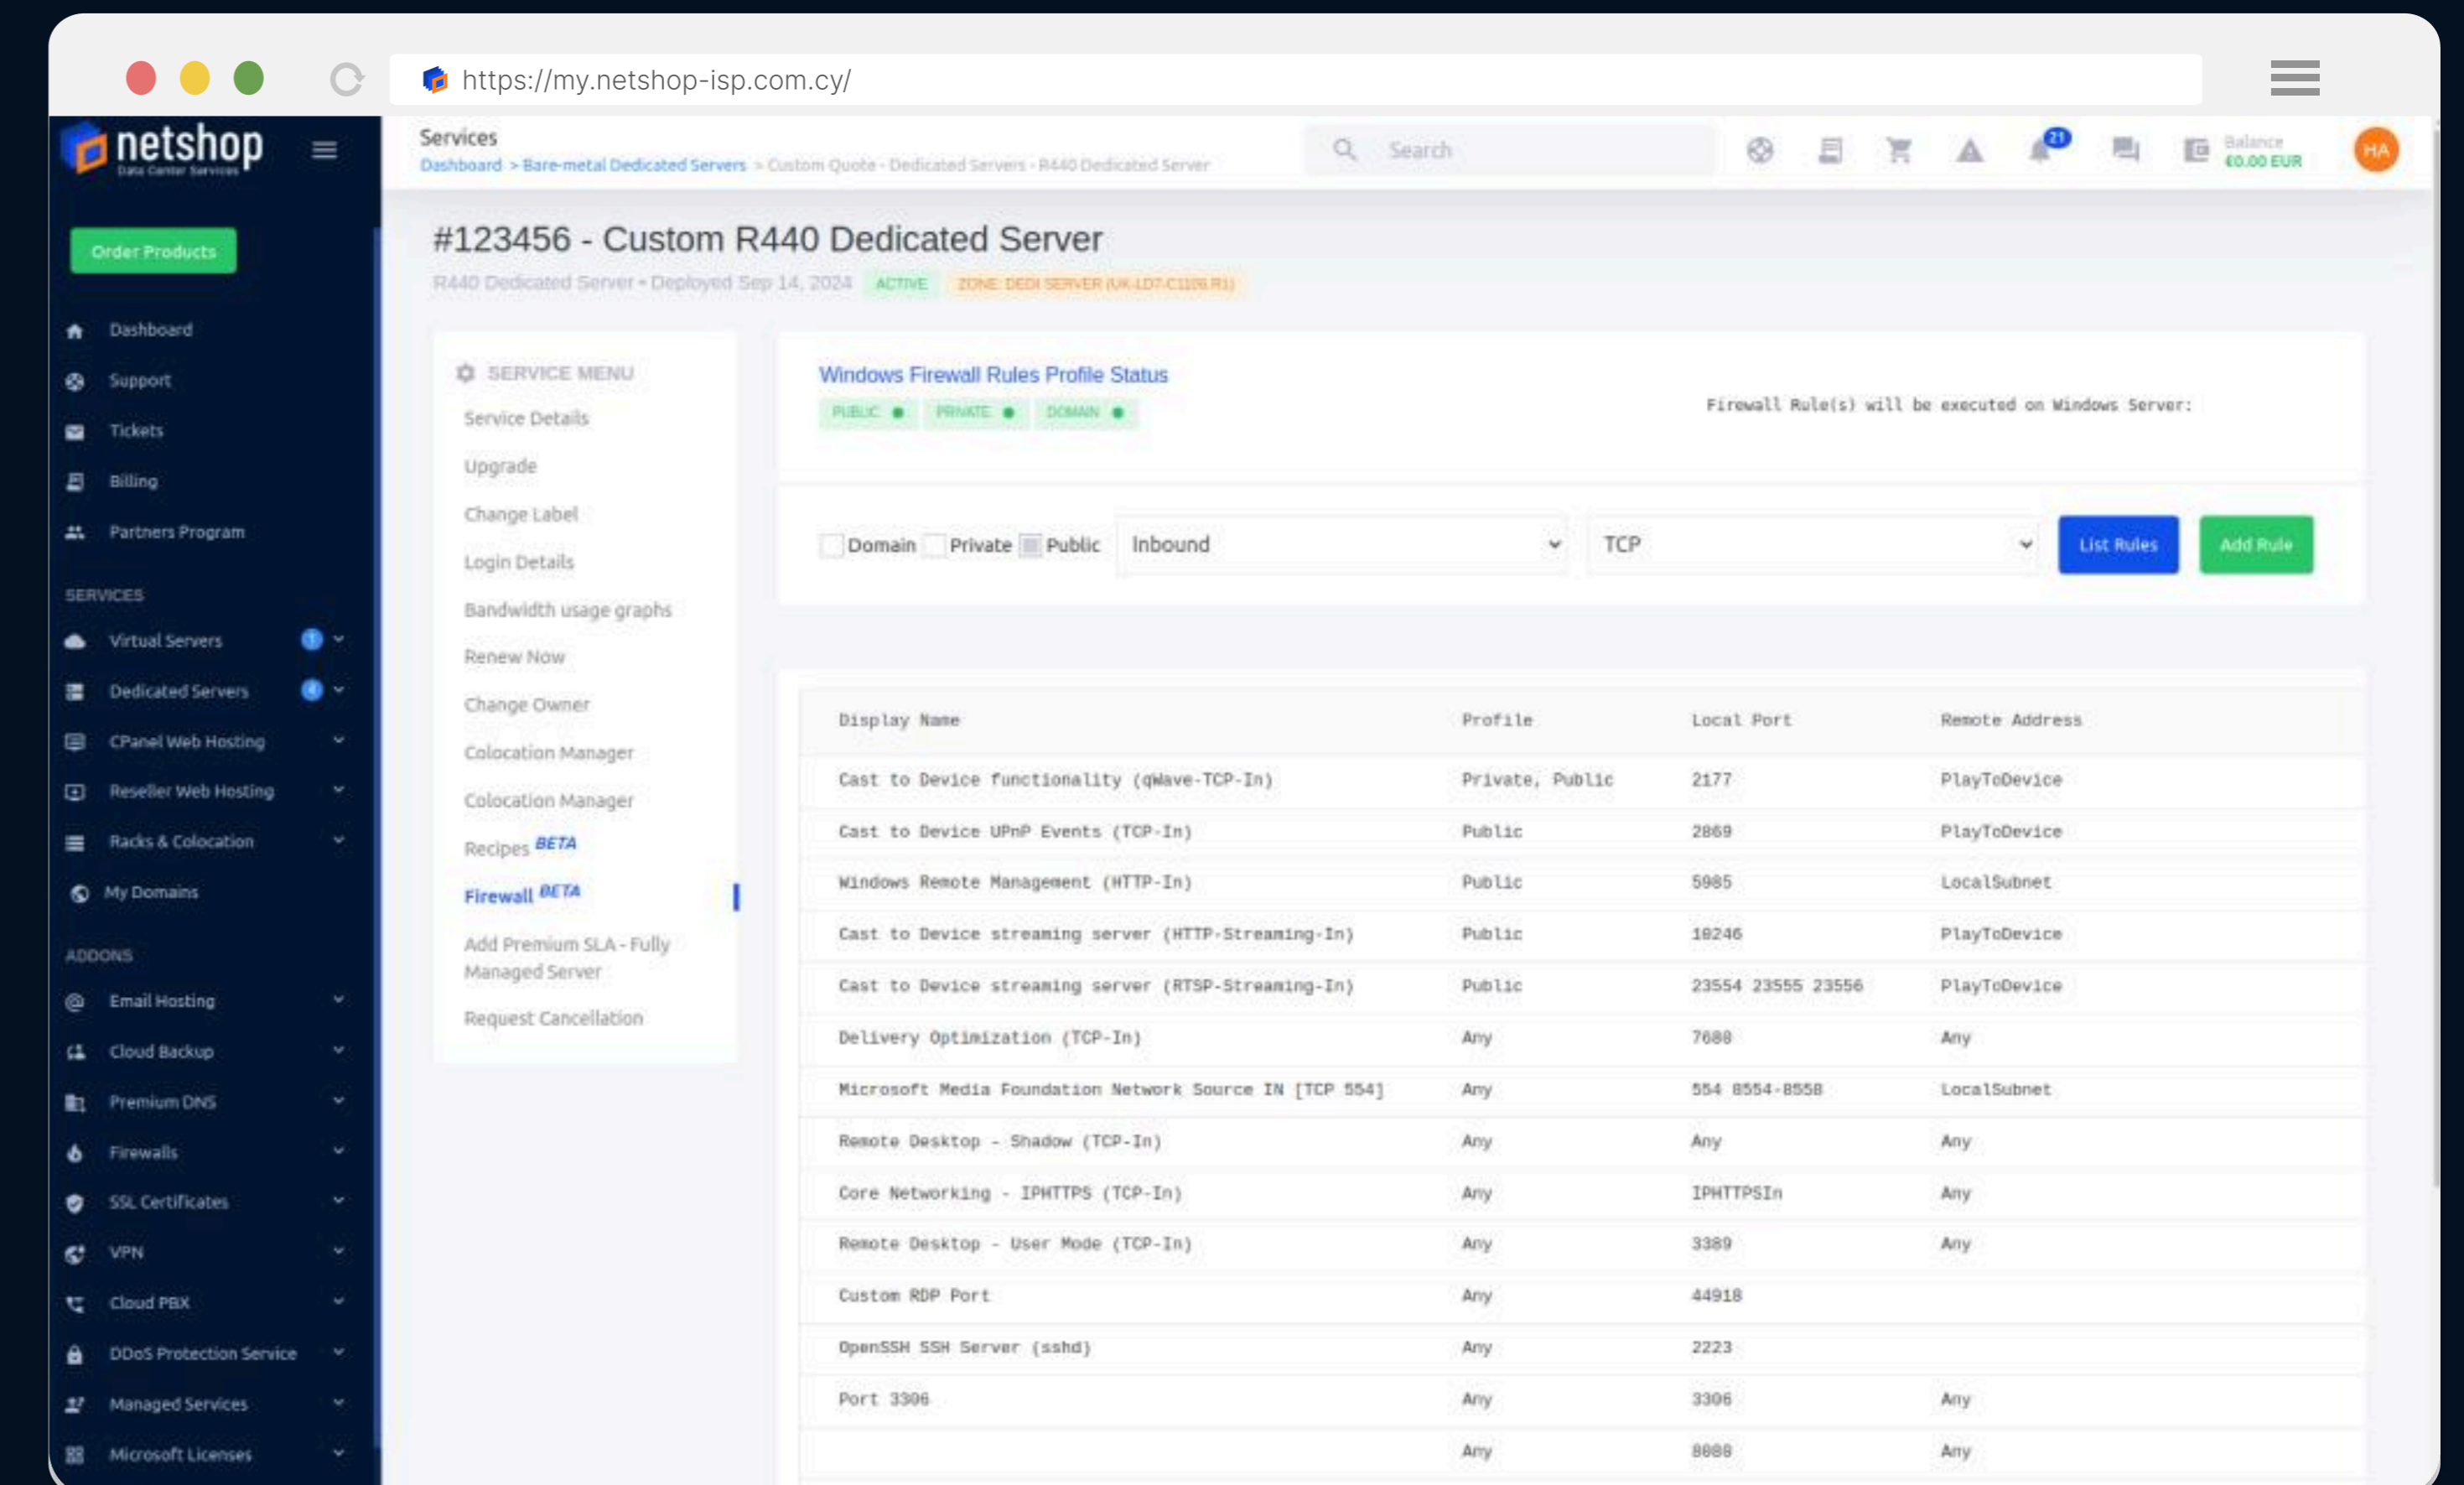 https://my.netshop-isp.com.cy/
netshop
Data Center Services
Services
Dashboard > Bare-metal Dedicated Servers > Custom Quote - Dedicated Servers - R440 Dedicated Server
Search
21
Balance
€0.00 EUR
HA
Order Products
Dashboard
Support
Tickets
Billing
Partners Program
SERVICES
Virtual Servers 1
Dedicated Servers
CPanel Web Hosting
Reseller Web Hosting
Racks & Colocation
My Domains
ADDONS
Email Hosting
Cloud Backup
Premium DNS
Firewalls
SSL Certificates
VPN
Cloud PBX
DDoS Protection Service
Managed Services
Microsoft Licenses
#123456 - Custom R440 Dedicated Server
R440 Dedicated Server • Deployed Sep 14, 2024 ACTIVE ZONE: DEDI SERVER
SERVICE MENU
Service Details
Upgrade
Change Label
Login Details
Bandwidth usage graphs
Renew Now
Change Owner
Colocation Manager
Colocation Manager
Recipes BETA
Firewall BETA
Add Premium SLA - Fully
Managed Server
Request Cancellation
Windows Firewall Rules Profile Status
PUBLIC PRIVATE DOMAIN
Firewall Rule(s) will be executed on Windows Server:
Domain Private Public Inbound TCP List Rules Add Rule
Display Name Profile Local Port Remote Address
Cast to Device functionality (qWave-TCP-In) Private, Public 2177 PlayToDevice
Cast to Device UPnP Events (TCP-In) Public 2869 PlayToDevice
Windows Remote Management (HTTP-In) Public 5985 LocalSubnet
Cast to Device streaming server (HTTP-Streaming-In) Public 10246 PlayToDevice
Cast to Device streaming server (RTSP-Streaming-In) Public 23554 23555 23556 PlayToDevice
Delivery Optimization (TCP-In) Any 7680 Any
Microsoft Media Foundation Network Source IN [TCP 554] Any 554 8554-8558 LocalSubnet
Remote Desktop - Shadow (TCP-In) Any Any Any
Core Networking - IPHTTPS (TCP-In) Any IPHTTPSIn Any
Remote Desktop - User Mode (TCP-In) Any 3389 Any
Custom RDP Port Any 44918
OpenSSH SSH Server (sshd) Any 2223
Port 3306 Any 3306 Any
Any Any